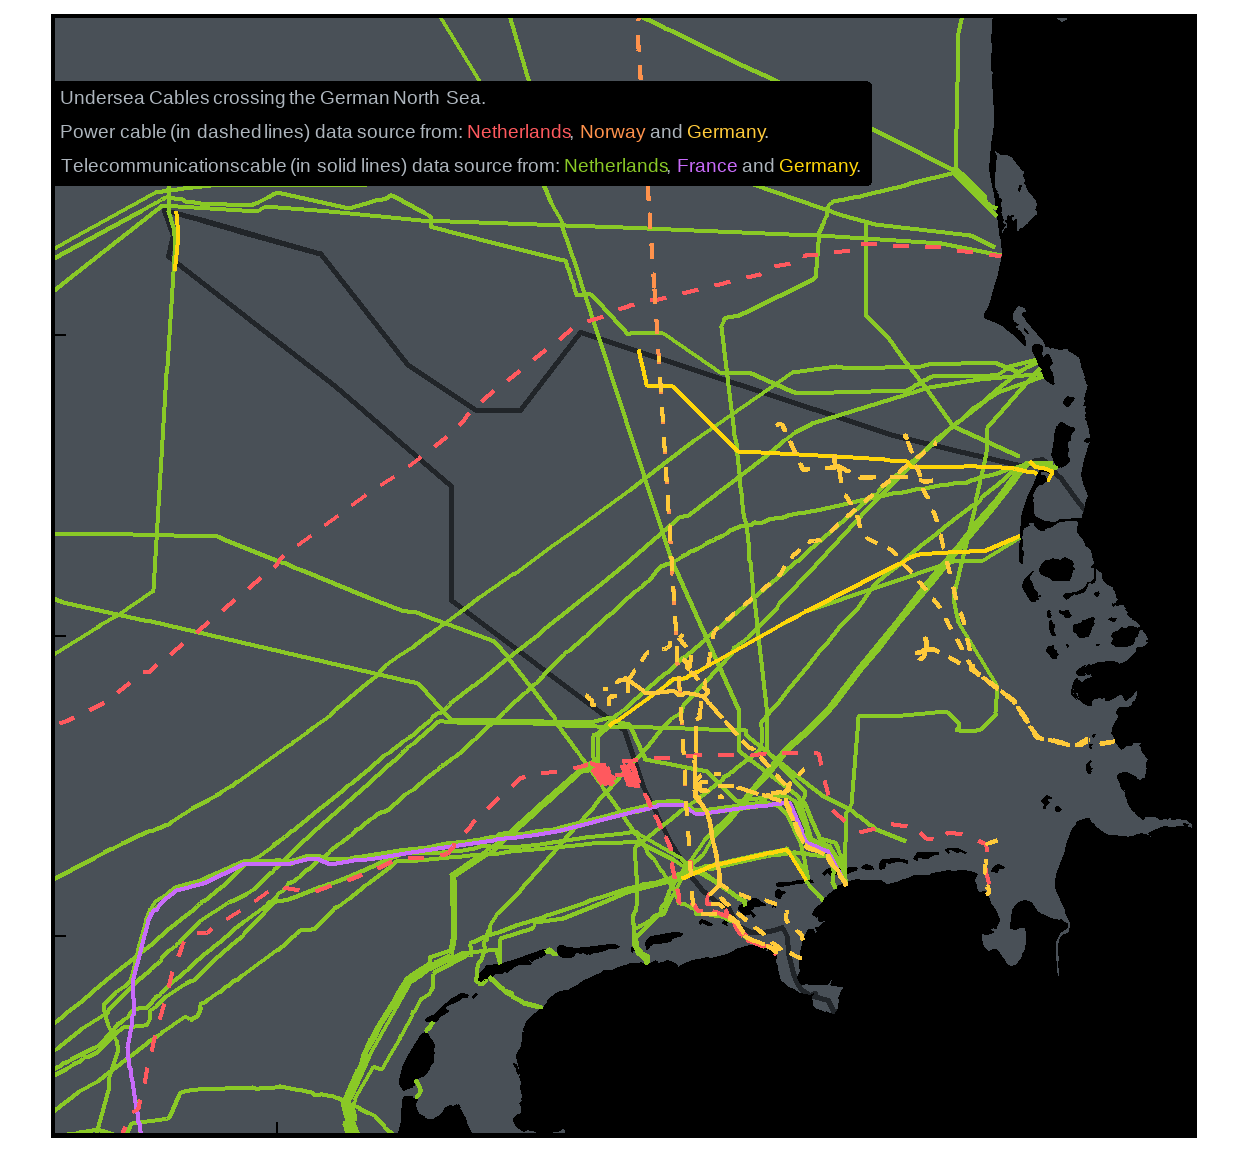 Undersea Cables crossing the German North Sea.
Power cable (in dashed lines) data source from: Netherlands, Norway and Germany.
Telecommunicationscable (in solid lines) data source from: Netherlands, France and Germany.